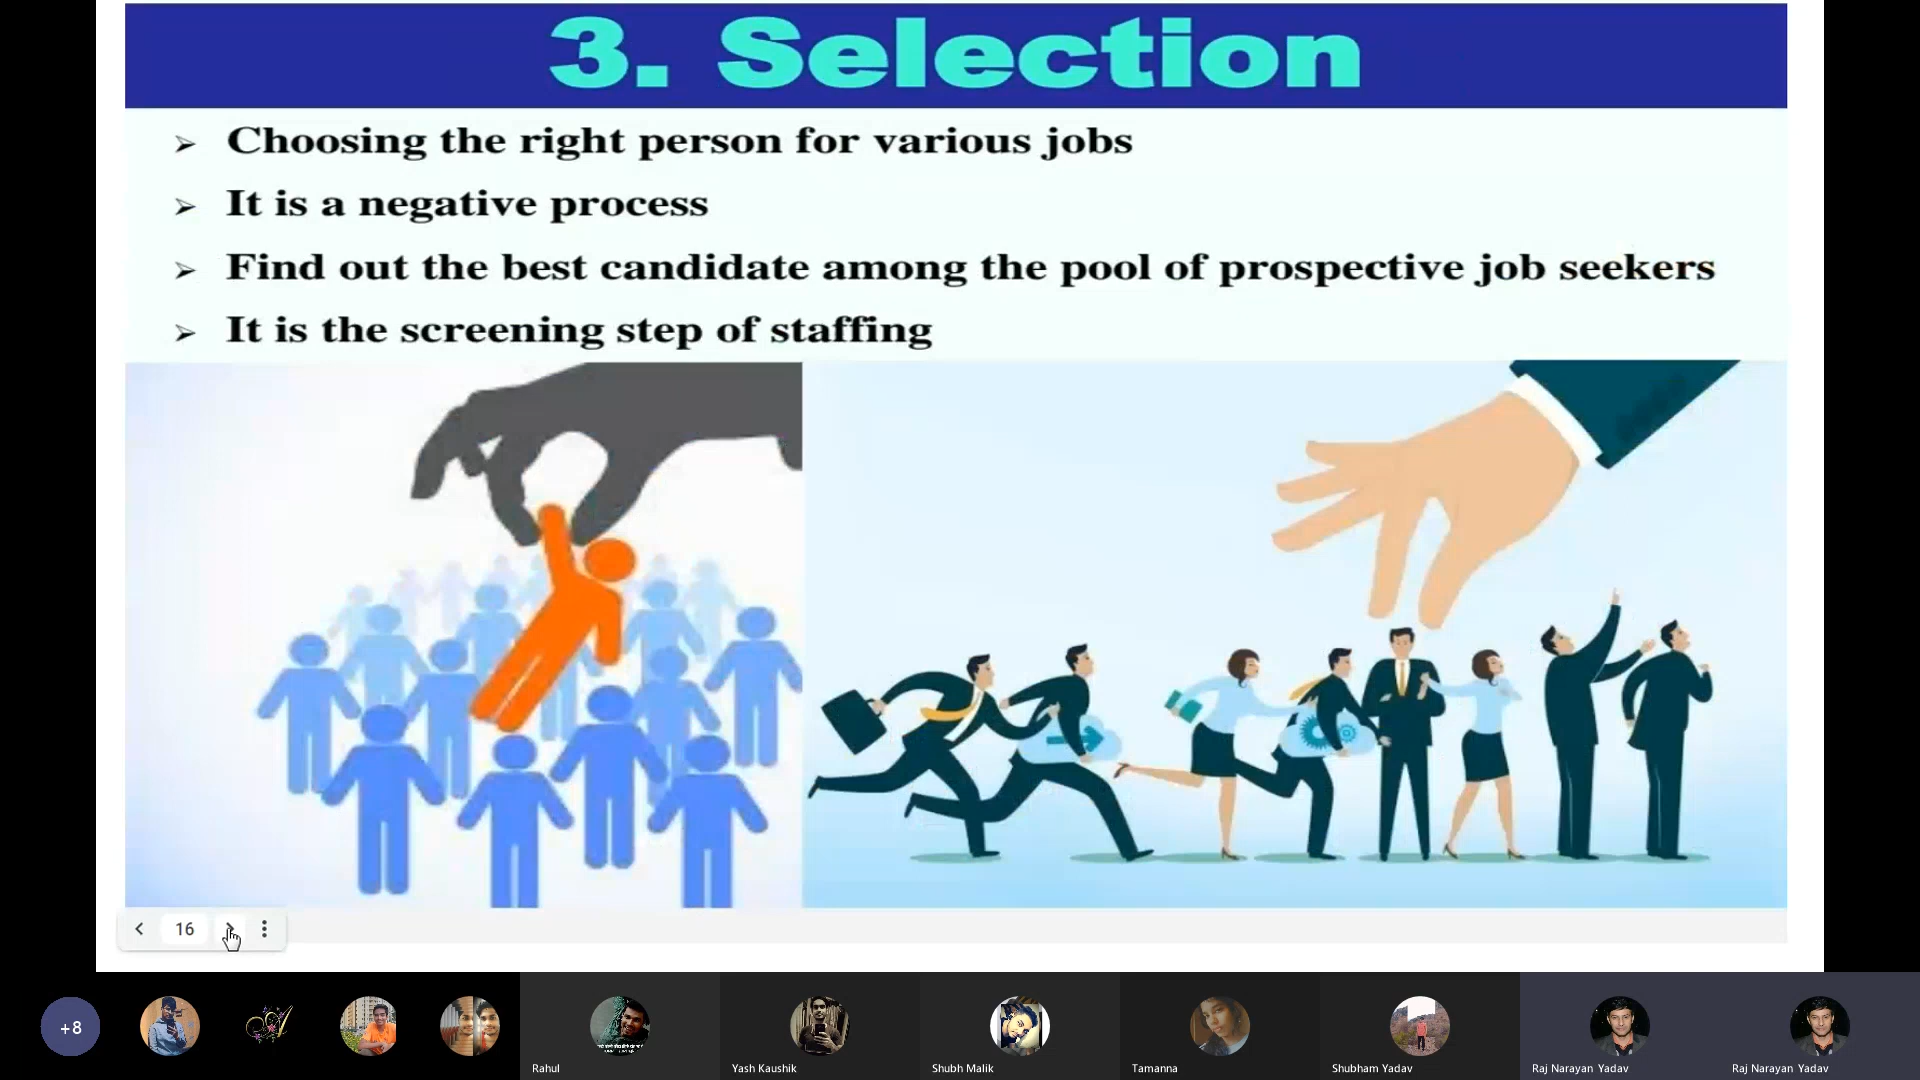 3. Selection
➢ Choosing the right person for various jobs
➢ It is a negative process
➢ Find out the best candidate among the pool of prospective job seekers
➢ It is the screening step of staffing
16
+8
Rahul
Yash Kaushik
Shubh Malik
Tamanna
Shubham Yadav
Raj Narayan Yadav
Raj Narayan Yadav